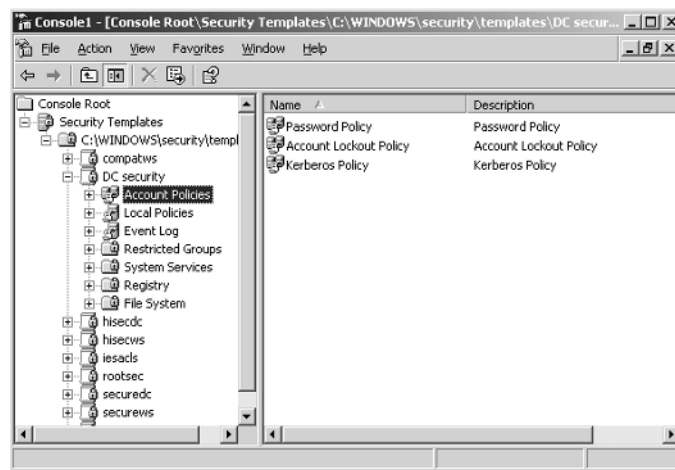 Console1 - [Console Root\Security Templates\C:\WINDOWS\security\templates\DC secur...
File Action View Favorites Window Help
Console Root
Security Templates
C:\WINDOWS\security\templ
compatws
DC security
Account Policies
Local Policies
Event Log
Restricted Groups
System Services
Registry
File System
hisecdc
hisecws
iesacls
rootsec
securedc
securews
Name Description
Password Policy Password Policy
Account Lockout Policy Account Lockout Policy
Kerberos Policy Kerberos Policy